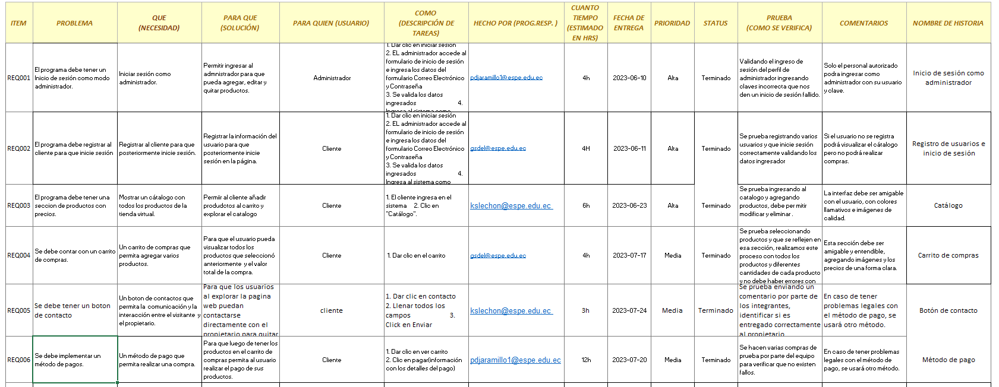 ITEM
PROBLEMA
QUE
(NECESIDAD)
PARA QUE
(SOLUCIÓN)
PARA QUIEN (USUARIO)
COMO
(DESCRIPCIÓN DE
TAREAS)
HECHO POR (PROG.RESP. )
CUANTO
TIEMPO
(ESTIMADO
EN HRS)
FECHA DE
ENTREGA
PRIORIDAD
STATUS
PRUEBA
(COMO SE VERIFICA)
COMENTARIOS
NOMBRE DE HISTORIA
REQ001
El programa debe tener un
Inicio de sesión como modo
administrador.
Iniciar sesión como
administrador.
Permitir ingresar al
admnistrador para que
pueda agregar, editar y
quitar productos.
Administrador
1. Dar clic en iniciar sesión
2. EL administrador accede al
formulario de inicio de sesión
e ingresa los datos del
formulario Correo Electrónico
y Contraseña
3. Se valida los datos
ingresados 4.
Ingresa al sistema como
pdjaramillo1@espe.edu.ec
4h
2023-06-10
Alta
Terminado
Validando el ingreso de
sesión del perfil de
administrador ingresando
claves incorrecta que nos
den un inicio de sesión fallido.
Solo el personal autorizado
podra ingresar como
administrador con su usuario
y clave.
Inicio de sesión como
administrador
REQ002
El programa debe registrar al
cliente para que inicie sesión
Registrar al cliente para que
posteriormente inicie sesión.
Registrar la información del
usuario para que
posteriormente inicie
sesión en la página.
Cliente
1. Dar clic en iniciar sesión
2. EL administrador accede al
formulario de inicio de sesión
e ingresa los datos del
formulario Correo Electrónico
y Contraseña
3. Se valida los datos
ingresados 4.
Ingresa al sistema como
gsdel@espe.edu.ec
4H
2023-06-11
Alta
Terminado
Se prueba registrando varios
usuarios y que inicie sesión
correctamente validando los
datos ingresador
Si el usuario no se registra
podrá visualizar el cátalogo
pero no podrá realizar
compras.
Registro de usuarios e
inicio de sesión
REQ003
El programa debe tener una
seccion de productos con
precios.
Mostrar un cátalogo con
todos los productos de la
tienda virtual.
Permiir al cliente añadir
produdctos al carrito y
explorar el catalogo
Cliente
1. El cliente ingresa en el
sistema 2. Clic en
"Catálogo".
kslechon@espe.edu.ec
6h
2023-06-23
Alta
Terminado
Se prueba ingresando al
catalogo y agregando
productos, debe per mitir
modificar y eliminar .
La interfaz debe ser amigable
con el usuario, con colores
llamativos e imágenes de
calidad.
Catálogo
REQ004
Se debe contar con un carrito
de compras.
Un carrito de compras que
permita agregar varios
productos.
Para que el usuario pueda
visualizar todos los
productos que seleccionó
anteriormente y el valor
total de la compra.
Cliente
1. Dar clic en el carrito
gsdel@espe.edu.ec
4h
2023-07-17
Media
Terminado
Se prueba seleccionando
productos y que se reflejen en
esa sección, realizamos este
proceso con todos los
productos y diferentes
cantidades de cada producto
y no debe haber errores con
Esta sección debe ser
amigable y entendible,
agregando imágenes y los
precios de una forma clara.
Carrito de compras
REQ005
Se debe tener un boton
de contacto
Un boton de contactos que
permita la comunicación y la
interacción entre el visitante y
el propietario.
Para que los usuarios
al explorar la pagina
web puedan
contactarse
directamente con el
propietario para quitar
cliente
1. Dar clic en contacto
2. Llenar todos los
campos 3.
Click en Enviar
kslechon@espe.edu.ec
3h
2023-07-24
Media
Terminado
Se prueba enviando un
comentario por parte de
los integrantes,
identificar si es
entregado correctamente
al propietario
En caso de tener
problemas legales con
el método de pago, se
usará otro método.
Botón de contacto
REQ006
Se debe implementar un
método de pagos.
Un método de pago que
permita realizar una compra.
Para que luego de tener los
productos en el carrito de
compras permita al usuario
realizar el pago de sus
productos.
Cliente
1. Dar clic en ver carrito
2. Clic en pagar(información
con los detalles del pago)
pdjaramillo1@espe.edu.ec
12h
2023-07-20
Media
Terminado
Se hacen varias compras de
prueba por parte del equipo
para verificar que no existen
fallos.
En caso de tener problemas
legales con el método de
pago, se usará otro método.
Método de pago